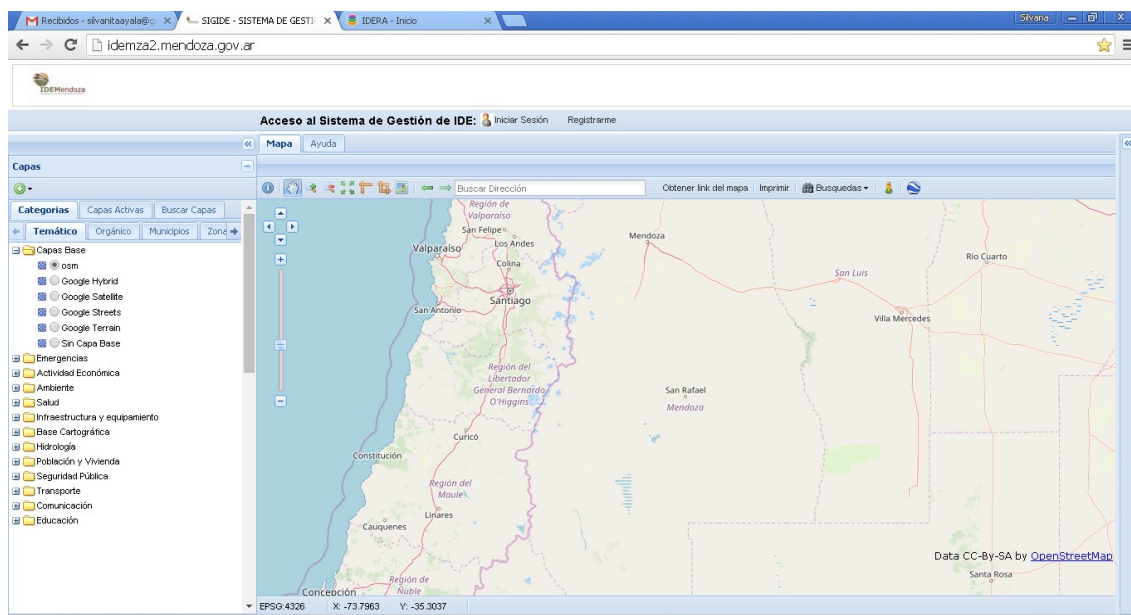 Recibidos - silvanitaayala@g
SIGIDE - SISTEMA DE GESTI
IDERA - Inicio
Silvana
idemza2.mendoza.gov.ar
IDEMendoza
Acceso al Sistema de Gestión de IDE: Iniciar Sesión Registrarme
Mapa Ayuda
Capas
Buscar Dirección
Obtener link del mapa Imprimir Busquedas
Categorias Capas Activas Buscar Capas
Temático Orgánico Municipios Zona
Capas Base
osm
Google Hybrid
Google Satellite
Google Streets
Google Terrain
Sin Capa Base
Emergencias
Actividad Económica
Ambiente
Salud
Infraestructura y equipamiento
Base Cartográfica
Hidrología
Población y Vivienda
Seguridad Pública
Transporte
Comunicación
Educación
Región de
Valparaíso
San Felipe
Los Andes
Valparaíso
Colina
Santiago
San Antonio
Mendoza
San Luis
Río Cuarto
Villa Mercedes
Región del
Libertador
General Bernardo
O'Higgins
San Rafael
Mendoza
Curicó
Constitución
Región del
Maule
Linares
Cauquenes
Región de
Ñuble
Concepción
Data CC-By-SA by OpenStreetMap
Santa Rosa
EPSG:4326 X: -73.7963 Y: -35.3037